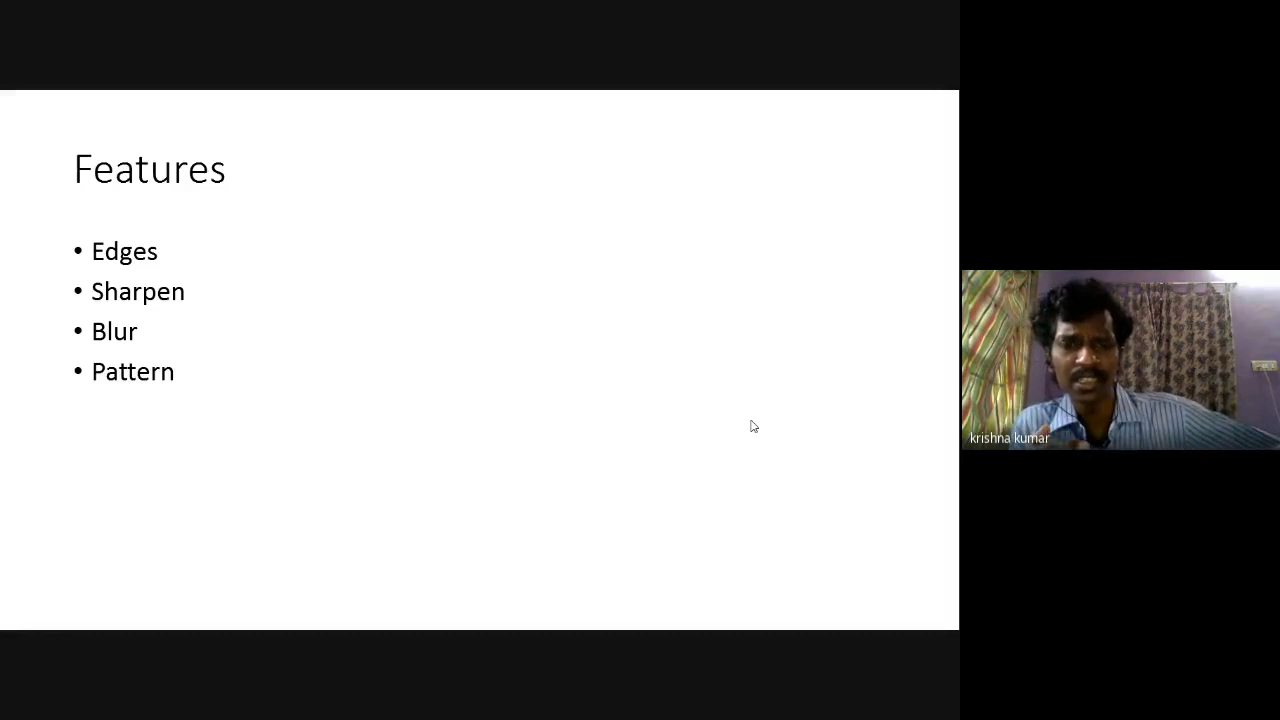 Features
• Edges
• Sharpen
• Blur
• Pattern
krishna kumar